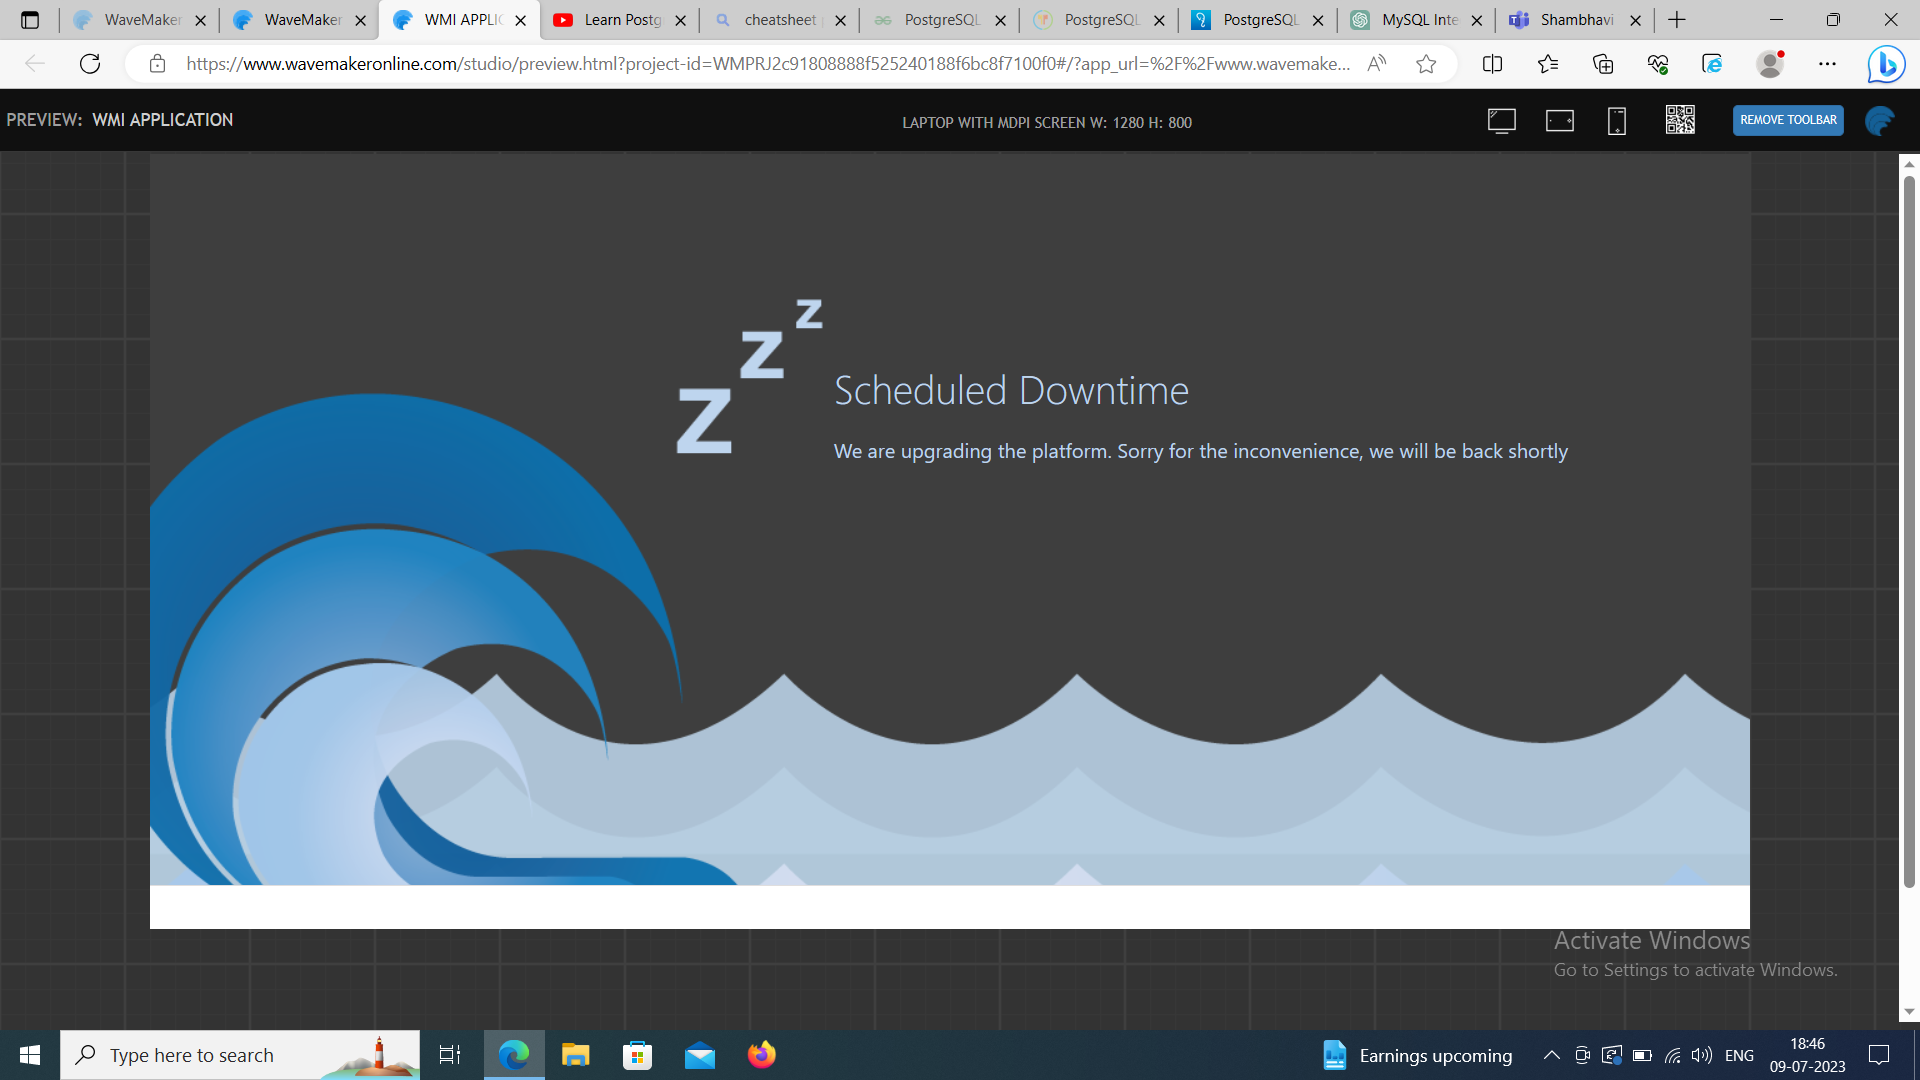 WaveMaker
WaveMaker
WMI APPLIC
Learn Postg
cheatsheet
PostgreSQL
PostgreSQL
PostgreSQL
MySQL Inte
Shambhavi
https://www.wavemakeronline.com/studio/preview.html?project-id=WMPRJ2c91808888f525240188f6bc8f7100f0#/?app_url=%2F%2Fwww.wavemake...
PREVIEW: WMI APPLICATION
LAPTOP WITH MDPI SCREEN W: 1280 H: 800
REMOVE TOOLBAR
z
z
z
Scheduled Downtime
We are upgrading the platform. Sorry for the inconvenience, we will be back shortly
Activate Windows
Go to Settings to activate Windows.
Type here to search
Earnings upcoming
ENG
18:46
09-07-2023